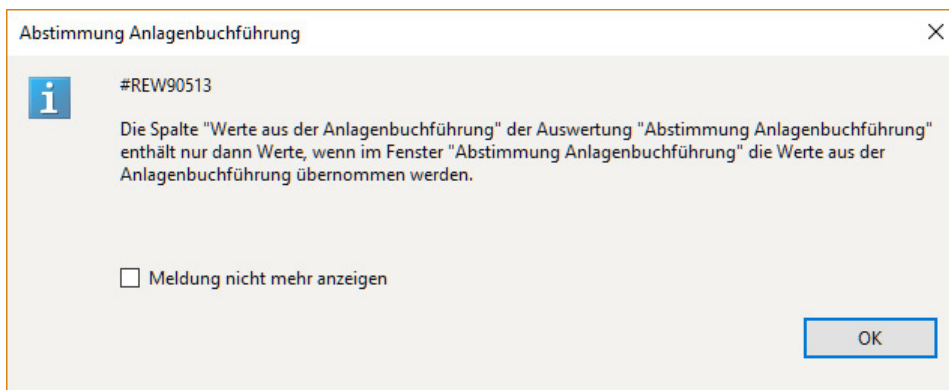 Abstimmung Anlagenbuchführung
#REW90513
Die Spalte "Werte aus der Anlagenbuchführung" der Auswertung "Abstimmung Anlagenbuchführung"
enthält nur dann Werte, wenn im Fenster "Abstimmung Anlagenbuchführung" die Werte aus der
Anlagenbuchführung übernommen werden.
Meldung nicht mehr anzeigen
OK